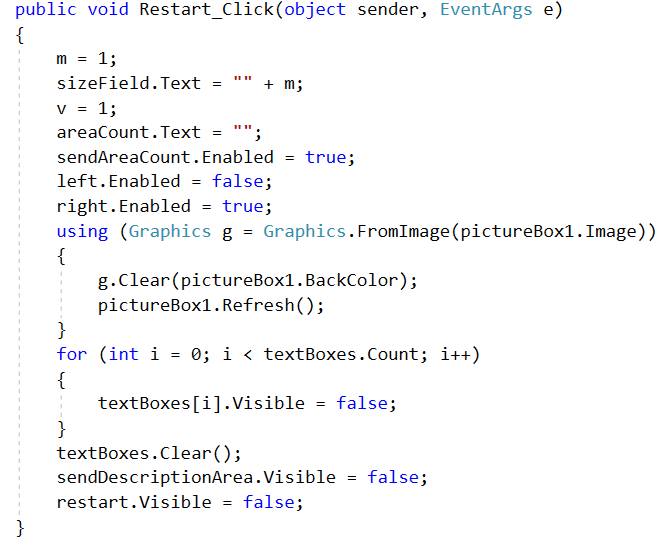 public void Restart_Click(object sender, EventArgs e)
{
    m = 1;
    sizeField.Text = "" + m;
    v = 1;
    areaCount.Text = "";
    sendAreaCount.Enabled = true;
    left.Enabled = false;
    right.Enabled = true;
    using (Graphics g = Graphics.FromImage(pictureBox1.Image))
    {
        g.Clear(pictureBox1.BackColor);
        pictureBox1.Refresh();
    }
    for (int i = 0; i < textBoxes.Count; i++)
    {
        textBoxes[i].Visible = false;
    }
    textBoxes.Clear();
    sendDescriptionArea.Visible = false;
    restart.Visible = false;
}